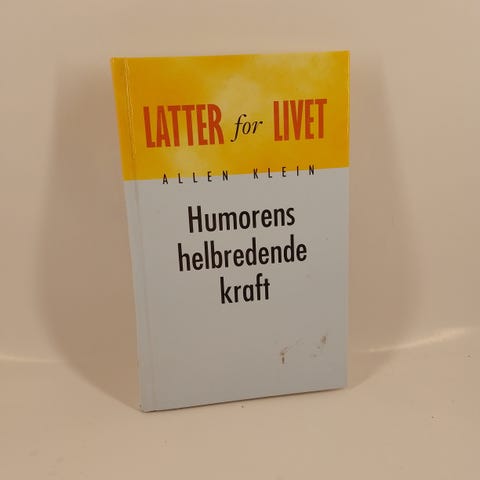 LATTER for LIVET
ALLEN KLEIN
Humorens
helbredende
kraft